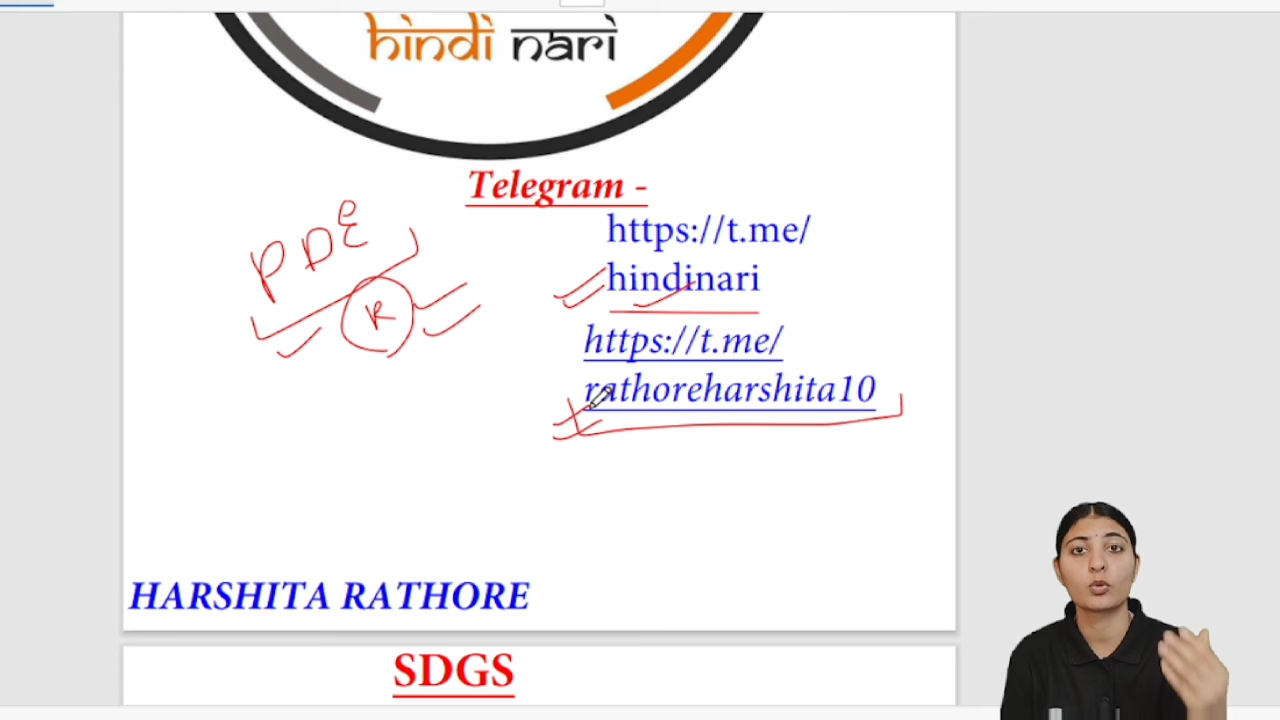 hindi nari
Telegram -
https://t.me/
hindinari
https://t.me/
rathoreharshita10
PDE
R
HARSHITA RATHORE
SDGS